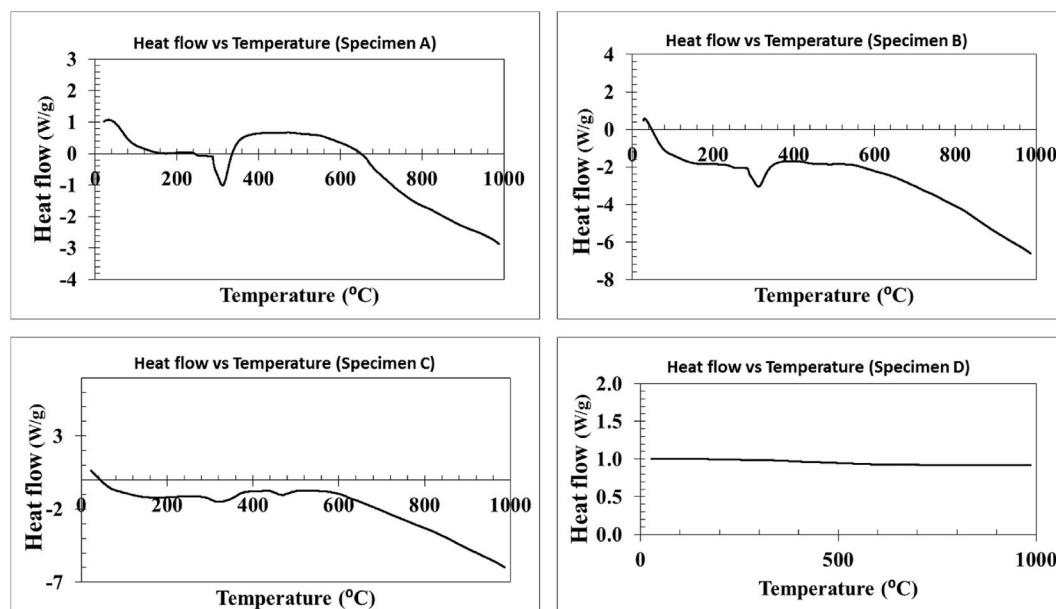 Heat flow vs Temperature (Specimen A)
Heat flow (W/g)
3
2
1
0
-1
-2
-3
-4
0 200 400 600 800 1000
Temperature (⁰C)
Heat flow vs Temperature (Specimen B)
Heat flow (W/g)
4
2
0
-2
-4
-6
-8
0 200 400 600 800 1000
Temperature (⁰C)
Heat flow vs Temperature (Specimen C)
Heat flow (W/g)
3
-2
-7
0 200 400 600 800 1000
Temperature (⁰C)
Heat flow vs Temperature (Specimen D)
Heat flow (W/g)
2.0
1.5
1.0
0.5
0.0
0 500 1000
Temperature (⁰C)